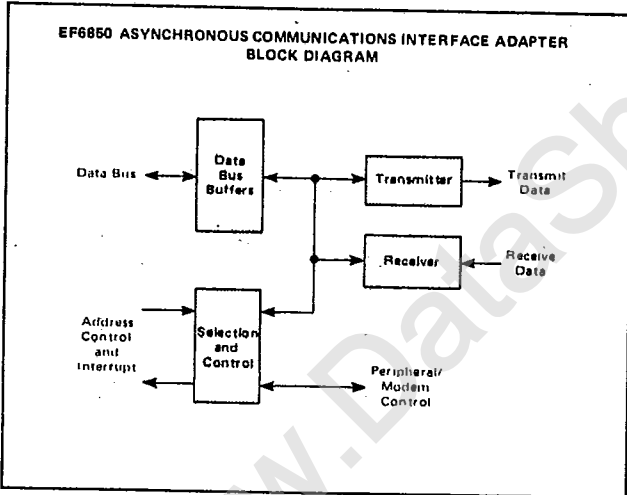 EF6850 ASYNCHRONOUS COMMUNICATIONS INTERFACE ADAPTER
BLOCK DIAGRAM
Data Bus
Data
Bus
Buffers
Transmitter
Transmit
Data
Receiver
Receive
Data
Address
Control
and
Interrupt
Selection
and
Control
Peripheral/
Modem
Control
w.DataSh